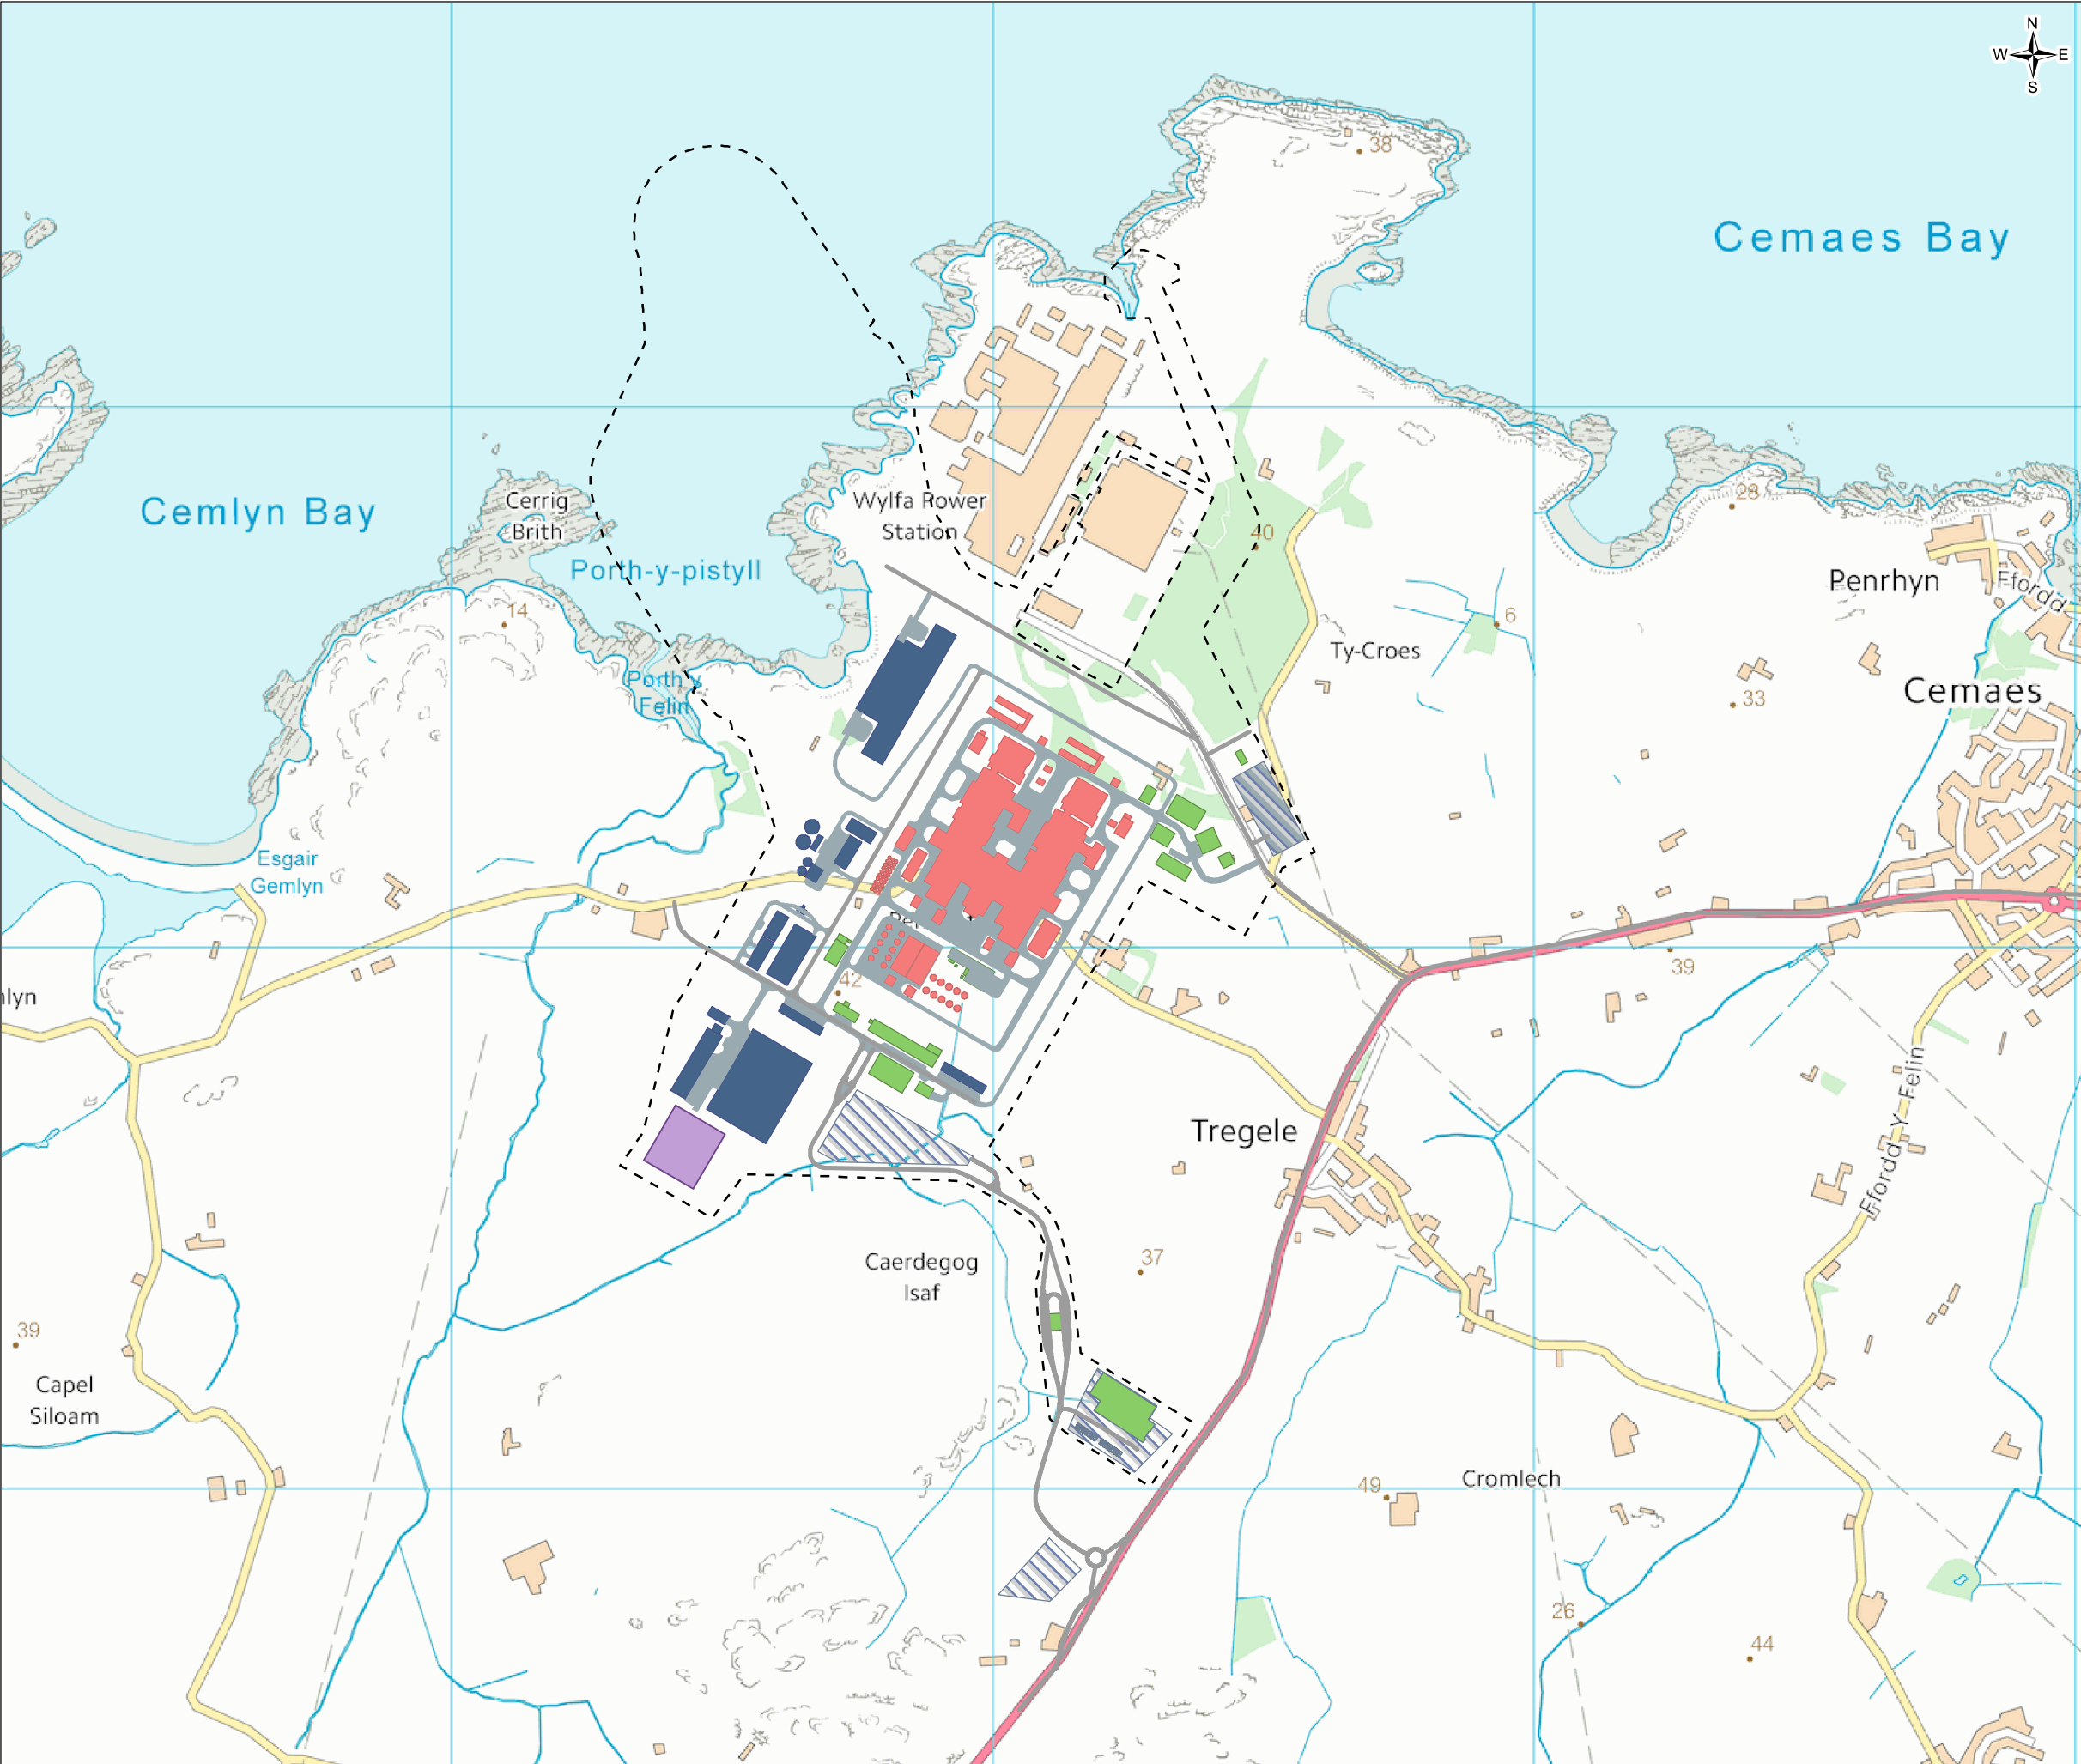 N
W E
S
38
Cemaes Bay
Cemlyn Bay
Cerrig
Brith
Wylfa Power
Station
28
40
Porth-y-pistyll
Penrhyn
Ffordd
14
6
Ty-Croes
Porth y
Felin
33
Cemaes
Esgair
Gemlyn
39
42
lyn
Ffordd Y Felin
Tregele
37
Caerdegog
Isaf
39
Capel
Siloam
Cromlech
49
26
44